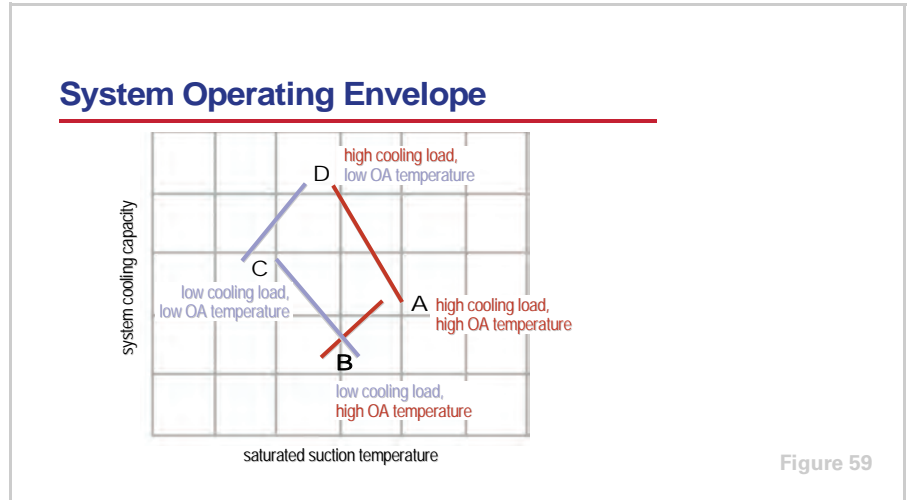 System Operating Envelope
D
high cooling load,
low OA temperature
system cooling capacity
C
low cooling load,
low OA temperature
A
high cooling load,
high OA temperature
B
low cooling load,
high OA temperature
saturated suction temperature
Figure 59